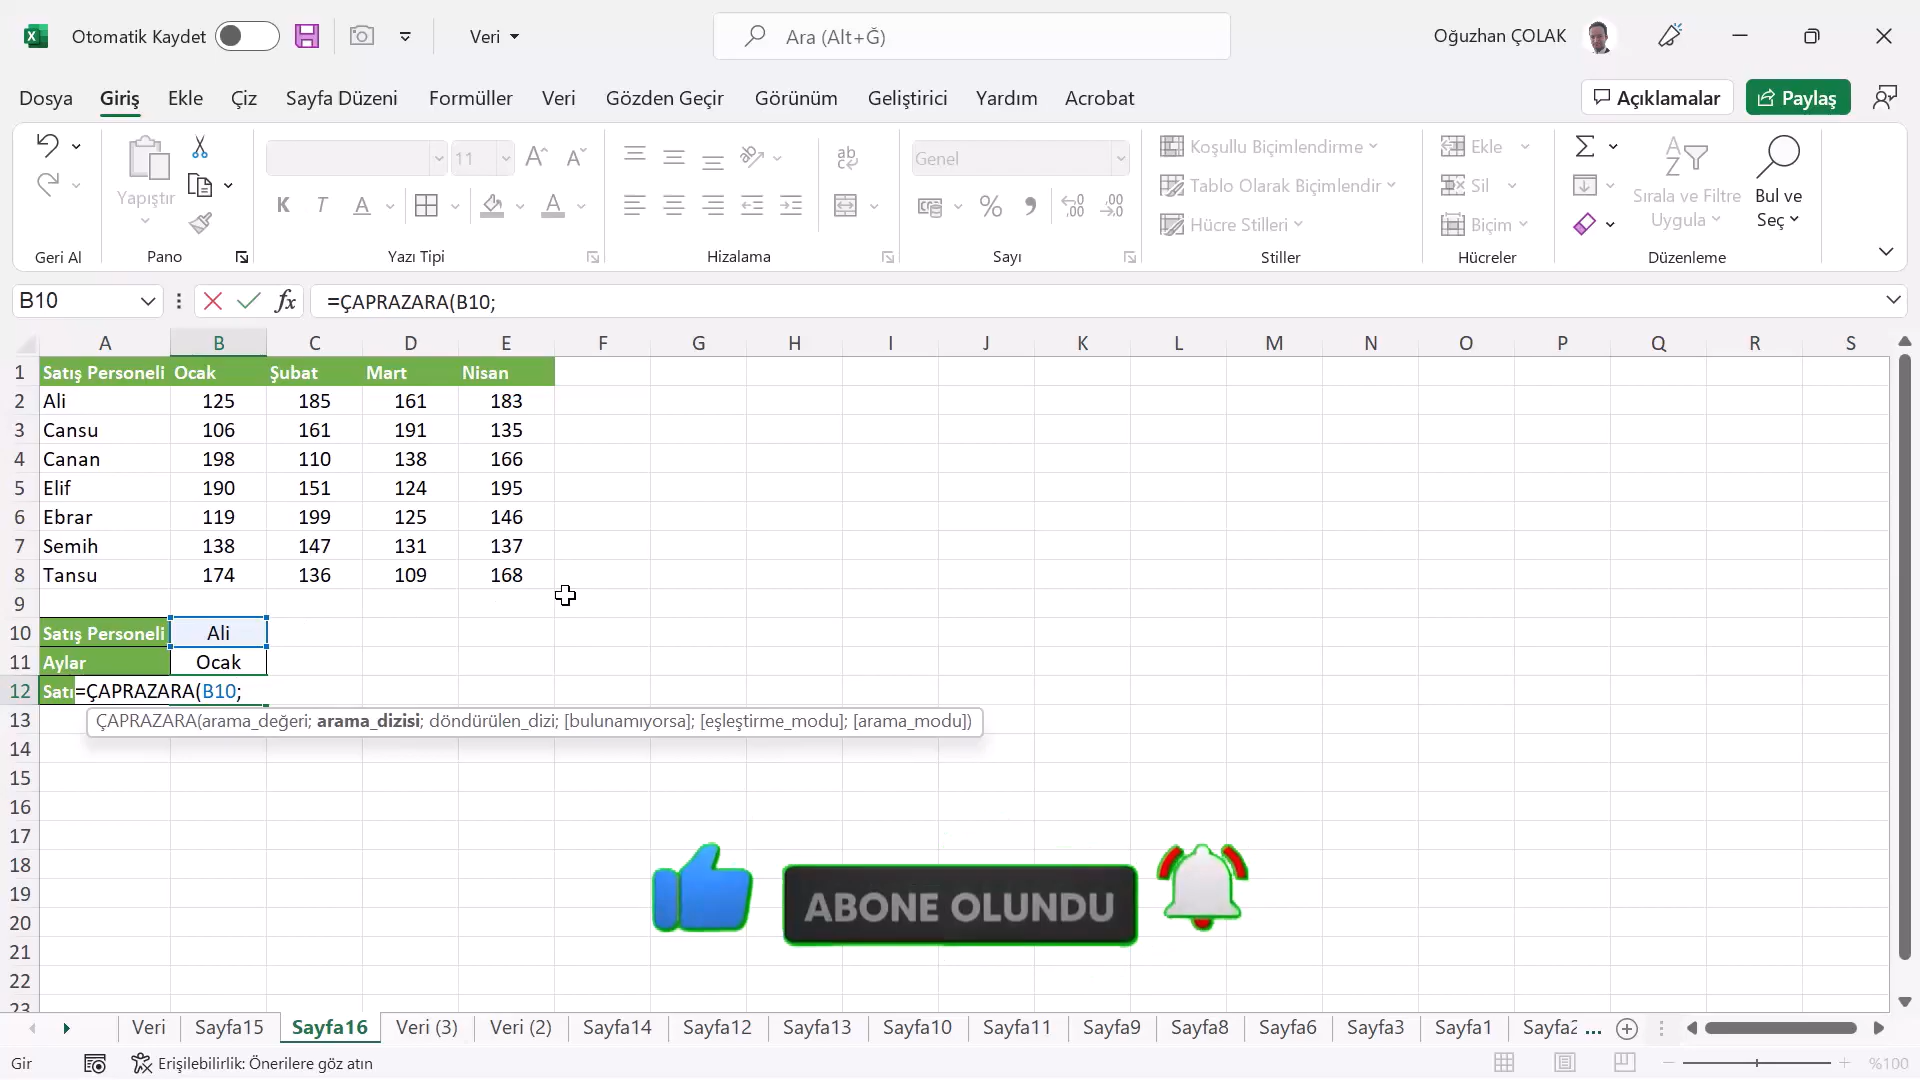 Otomatik Kaydet Veri Ara (Alt+Ğ) Oğuzhan ÇOLAK
Dosya Giriş Ekle Çiz Sayfa Düzeni Formüller Veri Gözden Geçir Görünüm Geliştirici Yardım Acrobat Açıklamalar Paylaş
Yapıştır 11 Genel Koşullu Biçimlendirme Ekle Sırala ve Filtre Bul ve
K T A A ab Tablo Olarak Biçimlendir Sil Uygula Seç
Hücre Stilleri Biçim
Geri Al Pano Yazı Tipi Hizalama Sayı Stiller Hücreler Düzenleme
B10 fx =ÇAPRAZARA(B10;
A B C D E F G H I J K L M N O P Q R S
1 Satış Personeli Ocak Şubat Mart Nisan
2 Ali 125 185 161 183
3 Cansu 106 161 191 135
4 Canan 198 110 138 166
5 Elif 190 151 124 195
6 Ebrar 119 199 125 146
7 Semih 138 147 131 137
8 Tansu 174 136 109 168
9
10 Satış Personeli Ali
11 Aylar Ocak
12 Satı =ÇAPRAZARA(B10;
13 ÇAPRAZARA(arama_değeri; arama_dizisi; döndürülen_dizi; [bulunamıyorsa]; [eşleştirme_modu]; [arama_modu])
14
15
16
17
18
19 ABONE OLUNDU
20
21
22
23
Veri Sayfa15 Sayfa16 Veri (3) Veri (2) Sayfa14 Sayfa12 Sayfa13 Sayfa10 Sayfa11 Sayfa9 Sayfa8 Sayfa6 Sayfa3 Sayfa1 Sayfa2 ...
Gir Erişilebilirlik: Önerilere göz atın %100